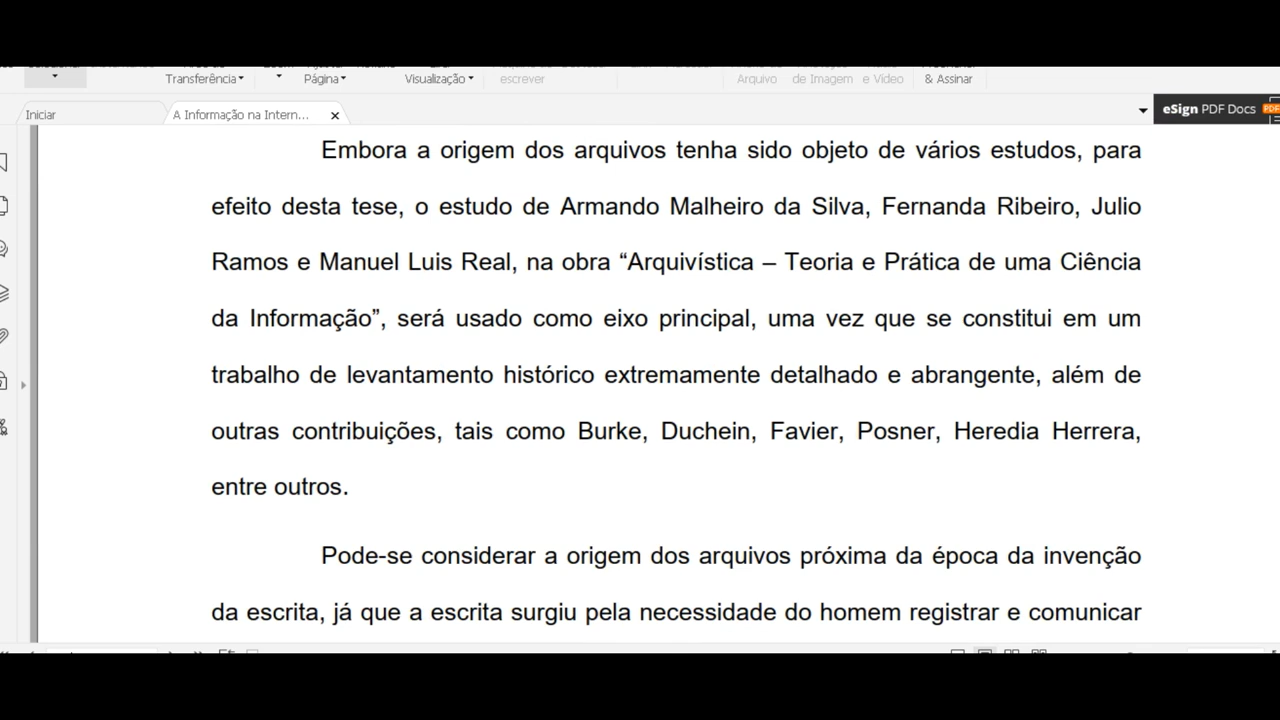 Transferência
Página
Visualização
escrever
Arquivo
de Imagem
e Vídeo
& Assinar
Iniciar
A Informação na Intern...
eSign PDF Docs
Embora a origem dos arquivos tenha sido objeto de vários estudos, para
efeito desta tese, o estudo de Armando Malheiro da Silva, Fernanda Ribeiro, Julio
Ramos e Manuel Luis Real, na obra “Arquivística – Teoria e Prática de uma Ciência
da Informação”, será usado como eixo principal, uma vez que se constitui em um
trabalho de levantamento histórico extremamente detalhado e abrangente, além de
outras contribuições, tais como Burke, Duchein, Favier, Posner, Heredia Herrera,
entre outros.
Pode-se considerar a origem dos arquivos próxima da época da invenção
da escrita, já que a escrita surgiu pela necessidade do homem registrar e comunicar